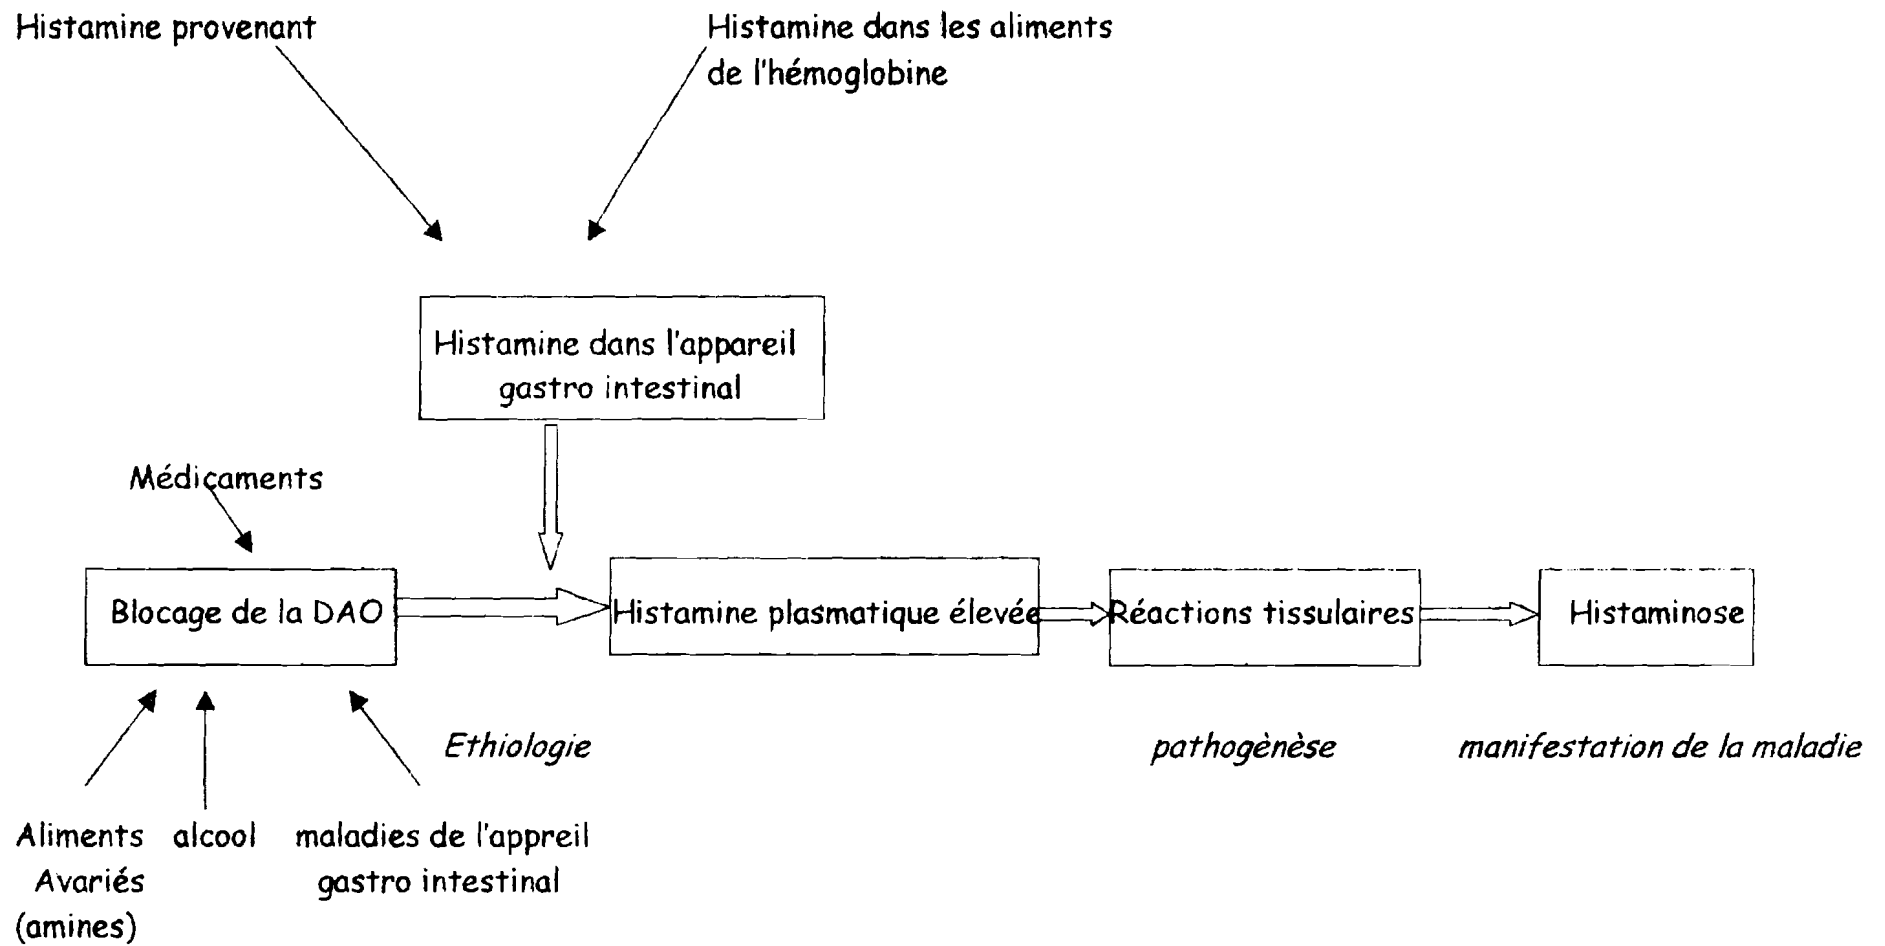 Histamine provenant
Histamine dans les aliments
de l'hémoglobine
Histamine dans l'appareil
gastro intestinal
Médicaments
Blocage de la DAO
Histamine plasmatique élevée
Réactions tissulaires
Histaminose
Ethiologie
pathogènèse
manifestation de la maladie
Aliments
Avariés
(amines)
alcool
maladies de l'appreil
gastro intestinal